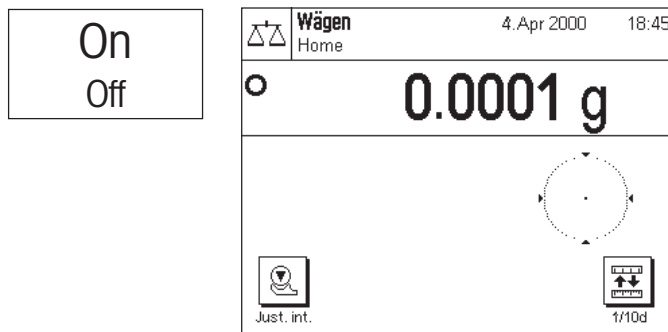 On
Off
Wägen 4.Apr 2000 18:45
Home
0.0001 g
Just. int.
1/10d